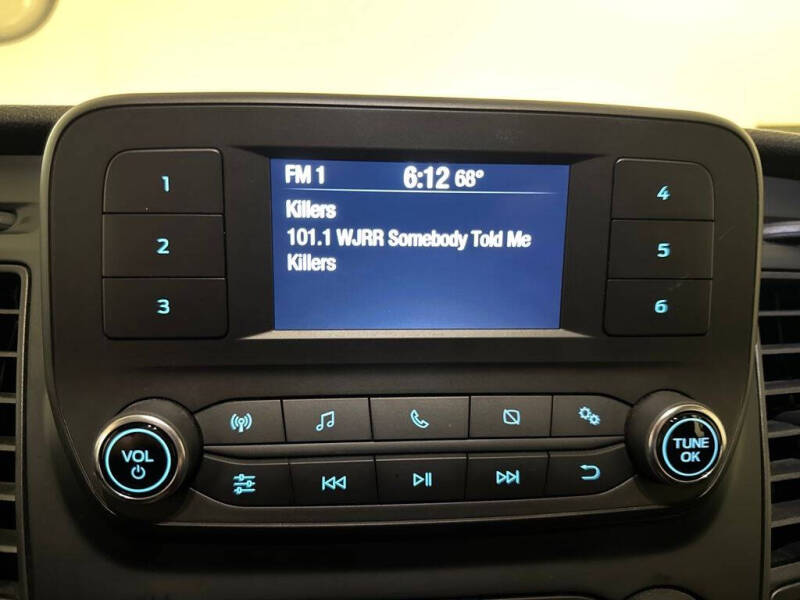 FM 1 6:12 68°
Killers
101.1 WJRR Somebody Told Me
Killers
1
2
3
4
5
6
VOL
TUNE
OK